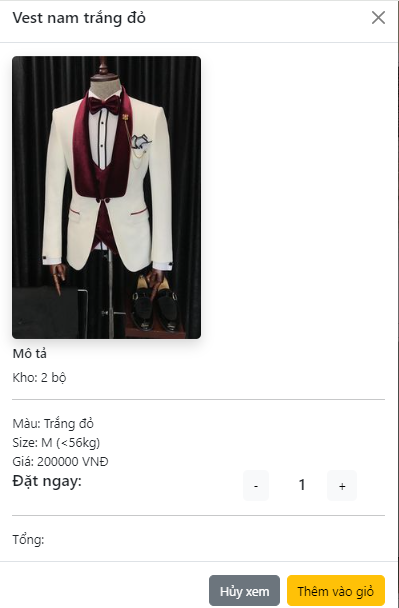 Vest nam trắng đỏ
Mô tả
Kho: 2 bộ
Màu: Trắng đỏ
Size: M (<56kg)
Giá: 200000 VNĐ
Đặt ngay: - 1 +
Tổng:
Hủy xem Thêm vào giỏ